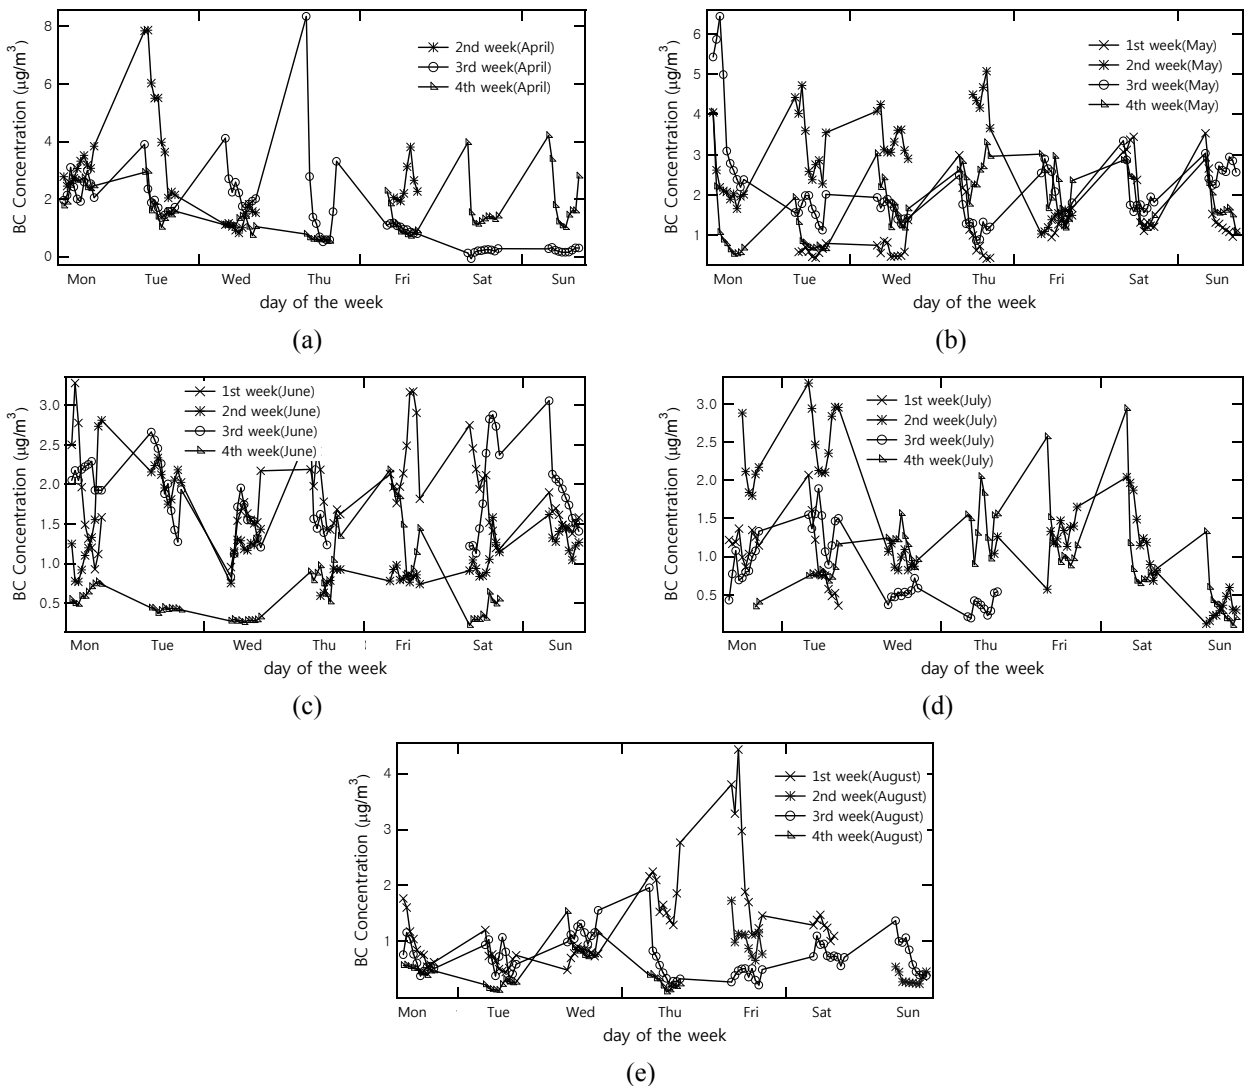 8
6
4
2
0
BC Concentration (µg/m³)
2nd week(April)
3rd week(April)
4th week(April)
Mon Tue Wed Thu Fri Sat Sun
day of the week
(a)
6
5
4
3
2
1
BC Concentration (µg/m³)
1st week(May)
2nd week(May)
3rd week(May)
4th week(May)
Mon Tue Wed Thu Fri Sat Sun
day of the week
(b)
3.0
2.5
2.0
1.5
1.0
0.5
BC Concentration (µg/m³)
1st week(June)
2nd week(June)
3rd week(June)
4th week(June)
Mon Tue Wed Thu Fri Sat Sun
day of the week
(c)
3.0
2.5
2.0
1.5
1.0
0.5
BC Concentration (µg/m³)
1st week(July)
2nd week(July)
3rd week(July)
4th week(July)
Mon Tue Wed Thu Fri Sat Sun
day of the week
(d)
4
3
2
1
BC Concentration (µg/m³)
1st week(August)
2nd week(August)
3rd week(August)
4th week(August)
Mon Tue Wed Thu Fri Sat Sun
day of the week
(e)